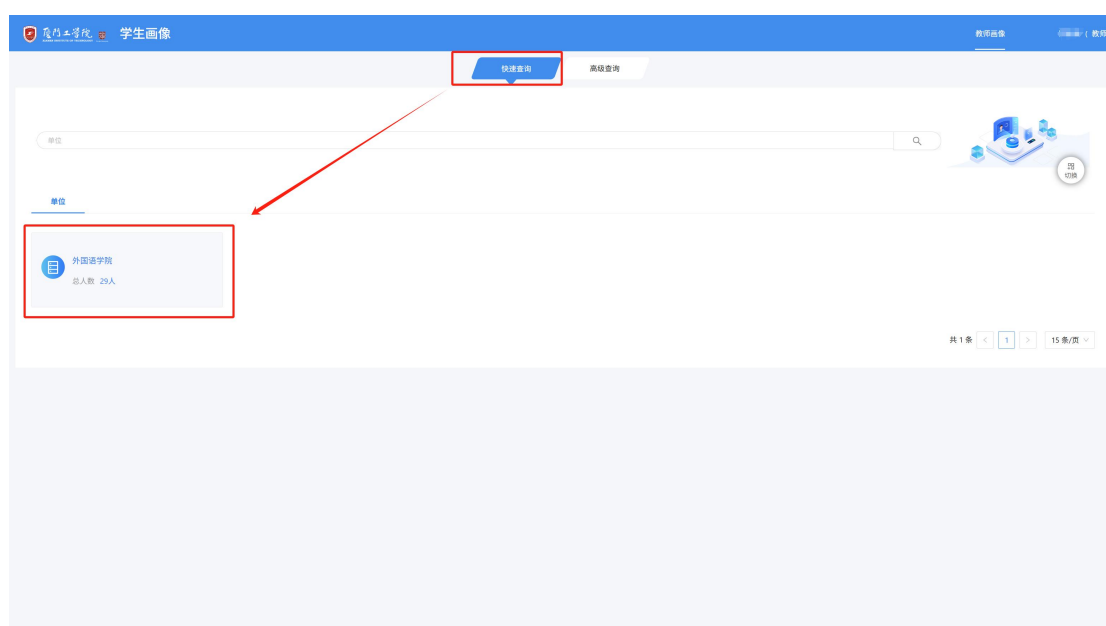 厦门工学院 学生画像 教师画像 (教师
快速查询 高级查询
单位
切换
单位
外国语学院
总人数 29人
共 1 条 < 1 > 15 条/页